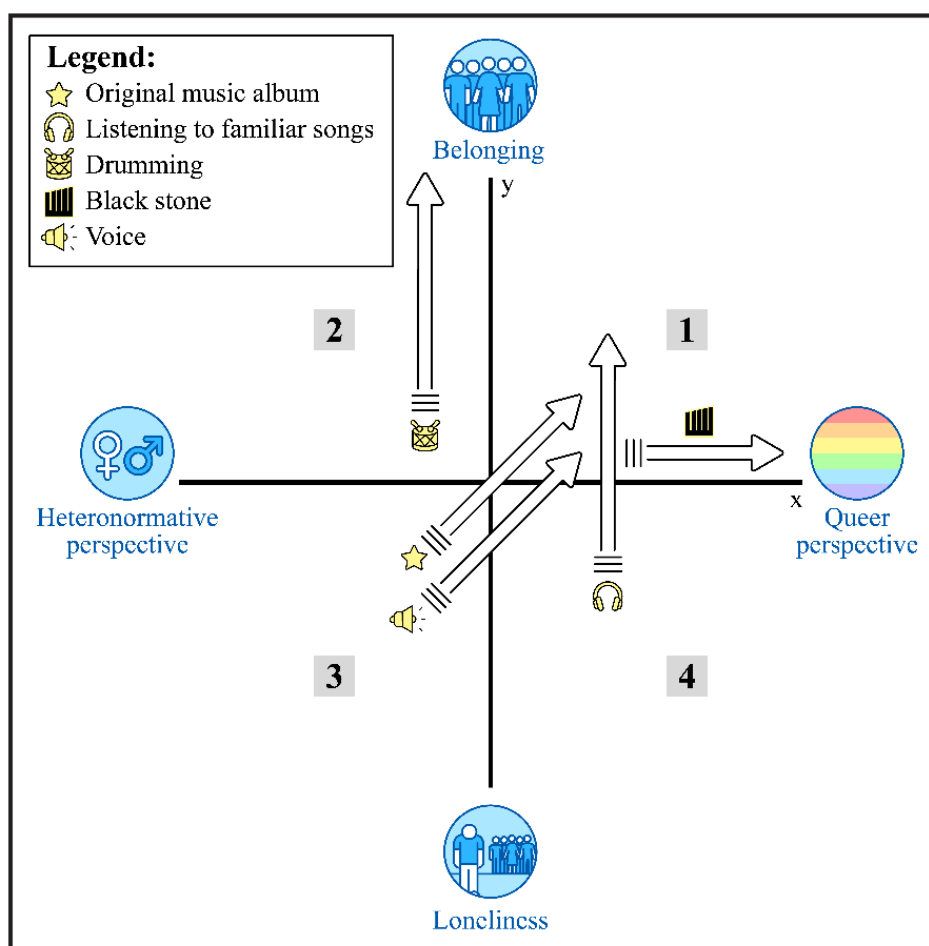 Legend:
Original music album
Listening to familiar songs
Drumming
Black stone
Voice
Belonging
y
2
1
Heteronormative
perspective
x
Queer
perspective
3
4
Loneliness